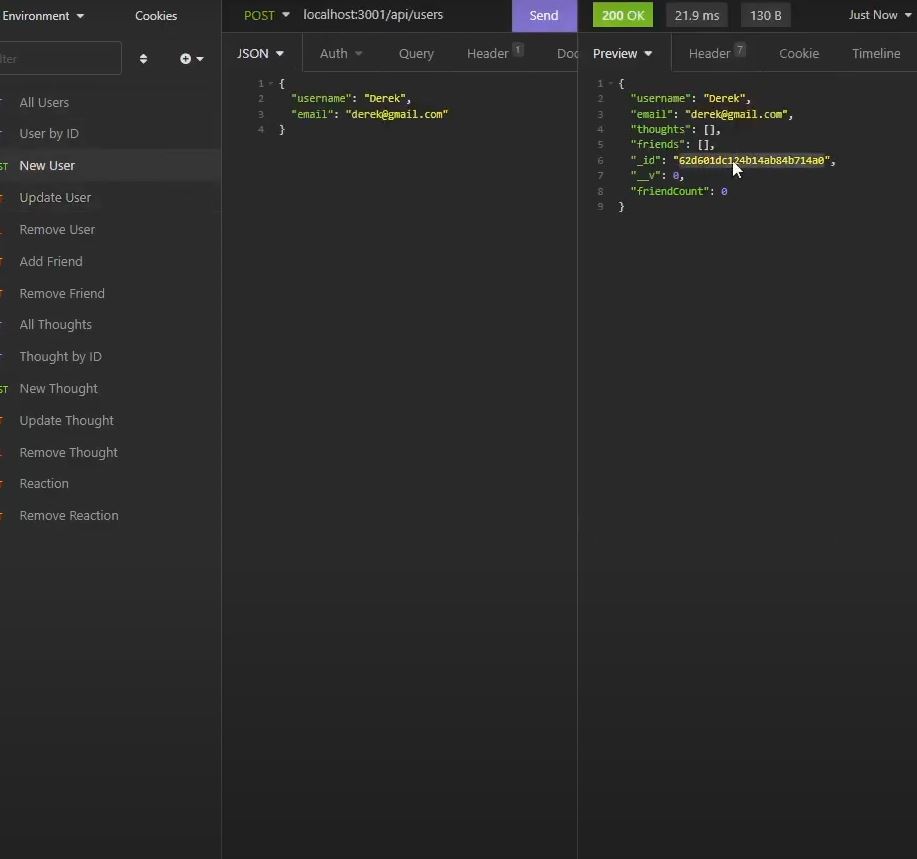 Environment Cookies
POST localhost:3001/api/users Send
200 OK 21.9 ms 130 B Just Now
ter
JSON Auth Query Header 1 Doc
Preview Header 7 Cookie Timeline
All Users
User by ID
ST New User
Update User
Remove User
Add Friend
Remove Friend
All Thoughts
Thought by ID
ST New Thought
Update Thought
Remove Thought
Reaction
Remove Reaction
1 {
2 "username": "Derek",
3 "email": "derek@gmail.com"
4 }
1 {
2 "username": "Derek",
3 "email": "derek@gmail.com",
4 "thoughts": [],
5 "friends": [],
6 "_id": "62d601dc124b14ab84b714a0",
7 "__v": 0,
8 "friendCount": 0
9 }